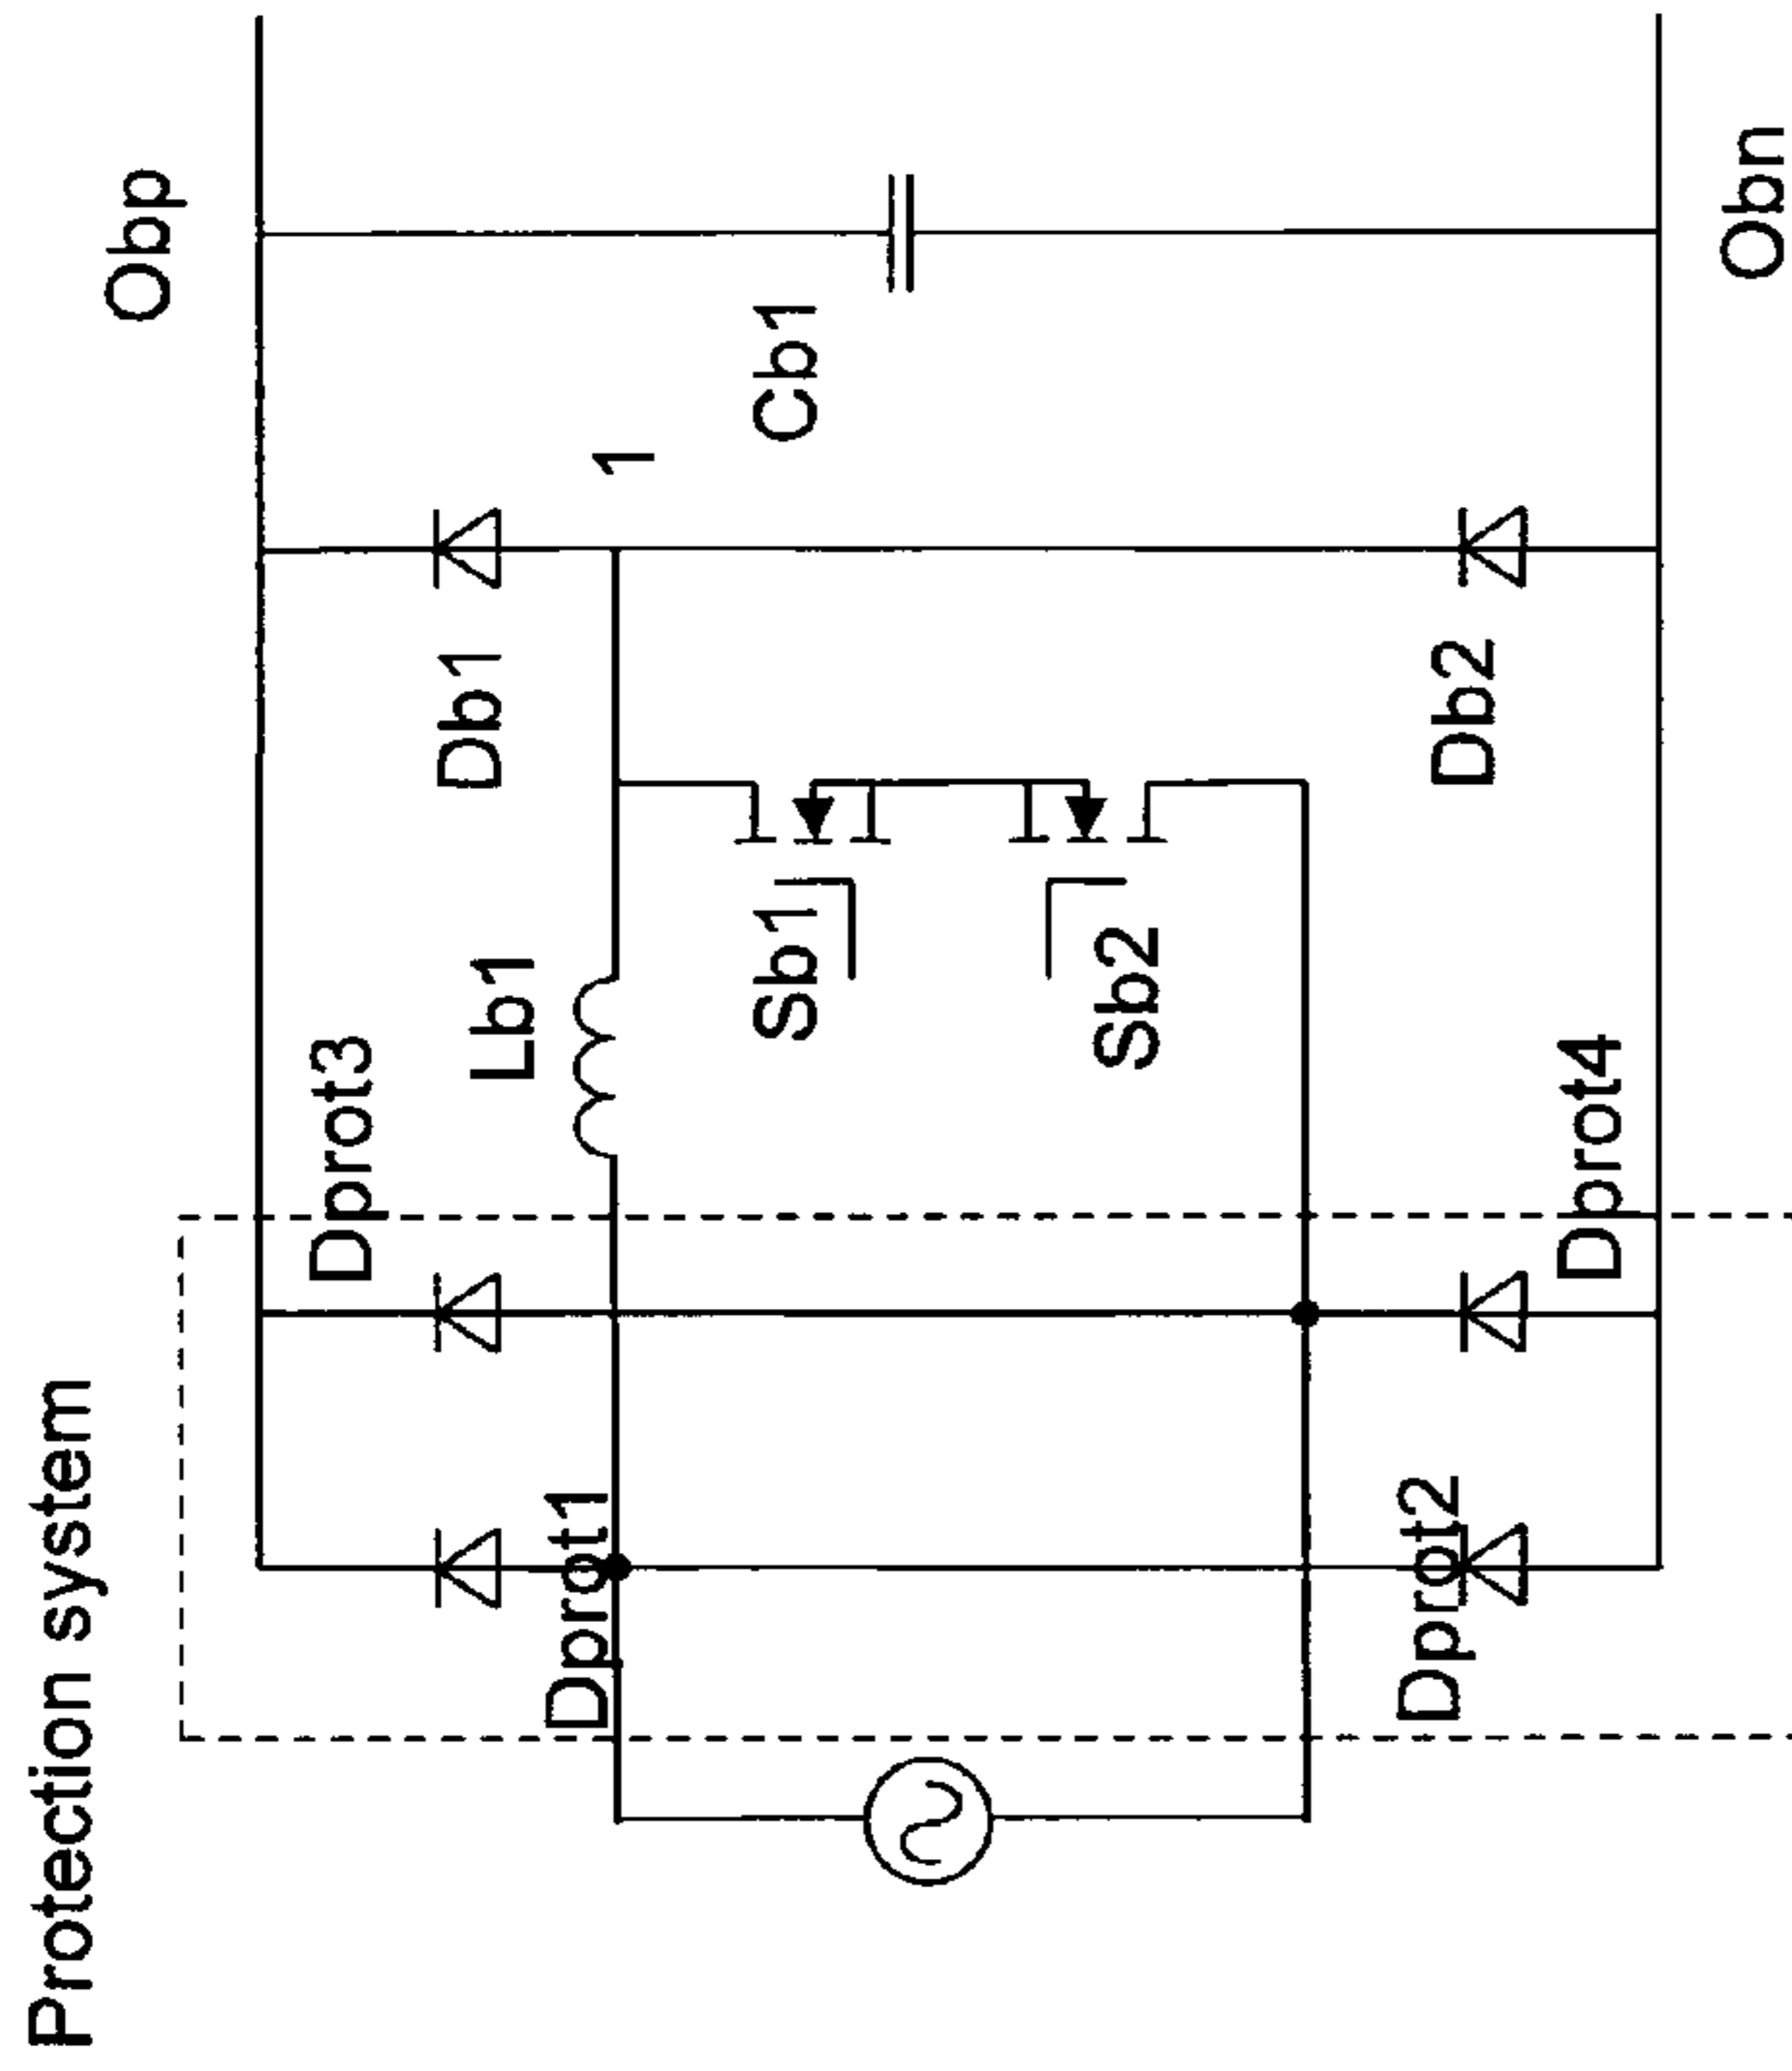 Protection system
Obp
Dprot3
Db1
Lb1
1
Dprot1
Sb1
Cb1
Sb2
Dprot2
Db2
Dprot4
Obn